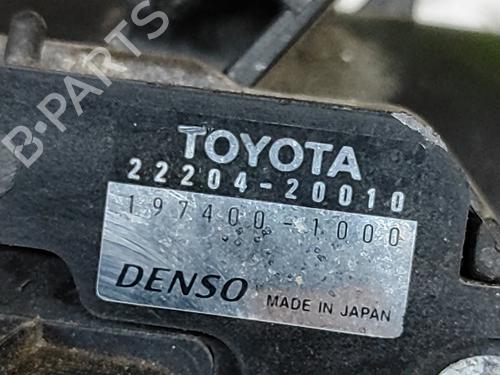 B·PARTS
TOYOTA
22204-20010
197400-1000
DENSO MADE IN JAPAN